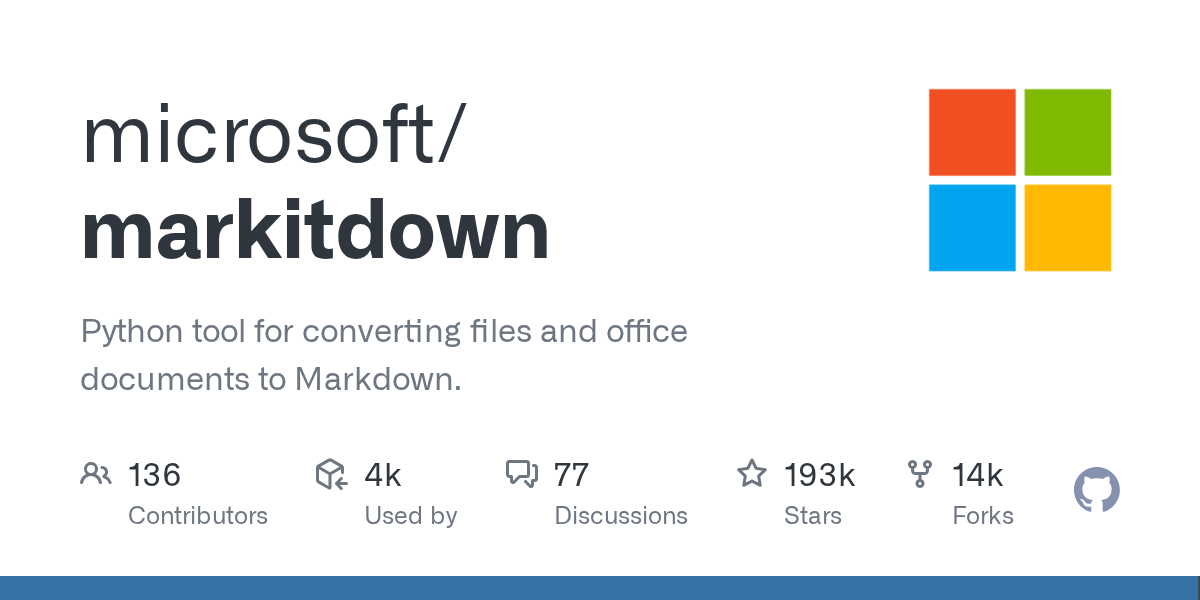 microsoft/
markitdown
Python tool for converting files and office
documents to Markdown.
136
Contributors
4k
Used by
77
Discussions
193k
Stars
14k
Forks